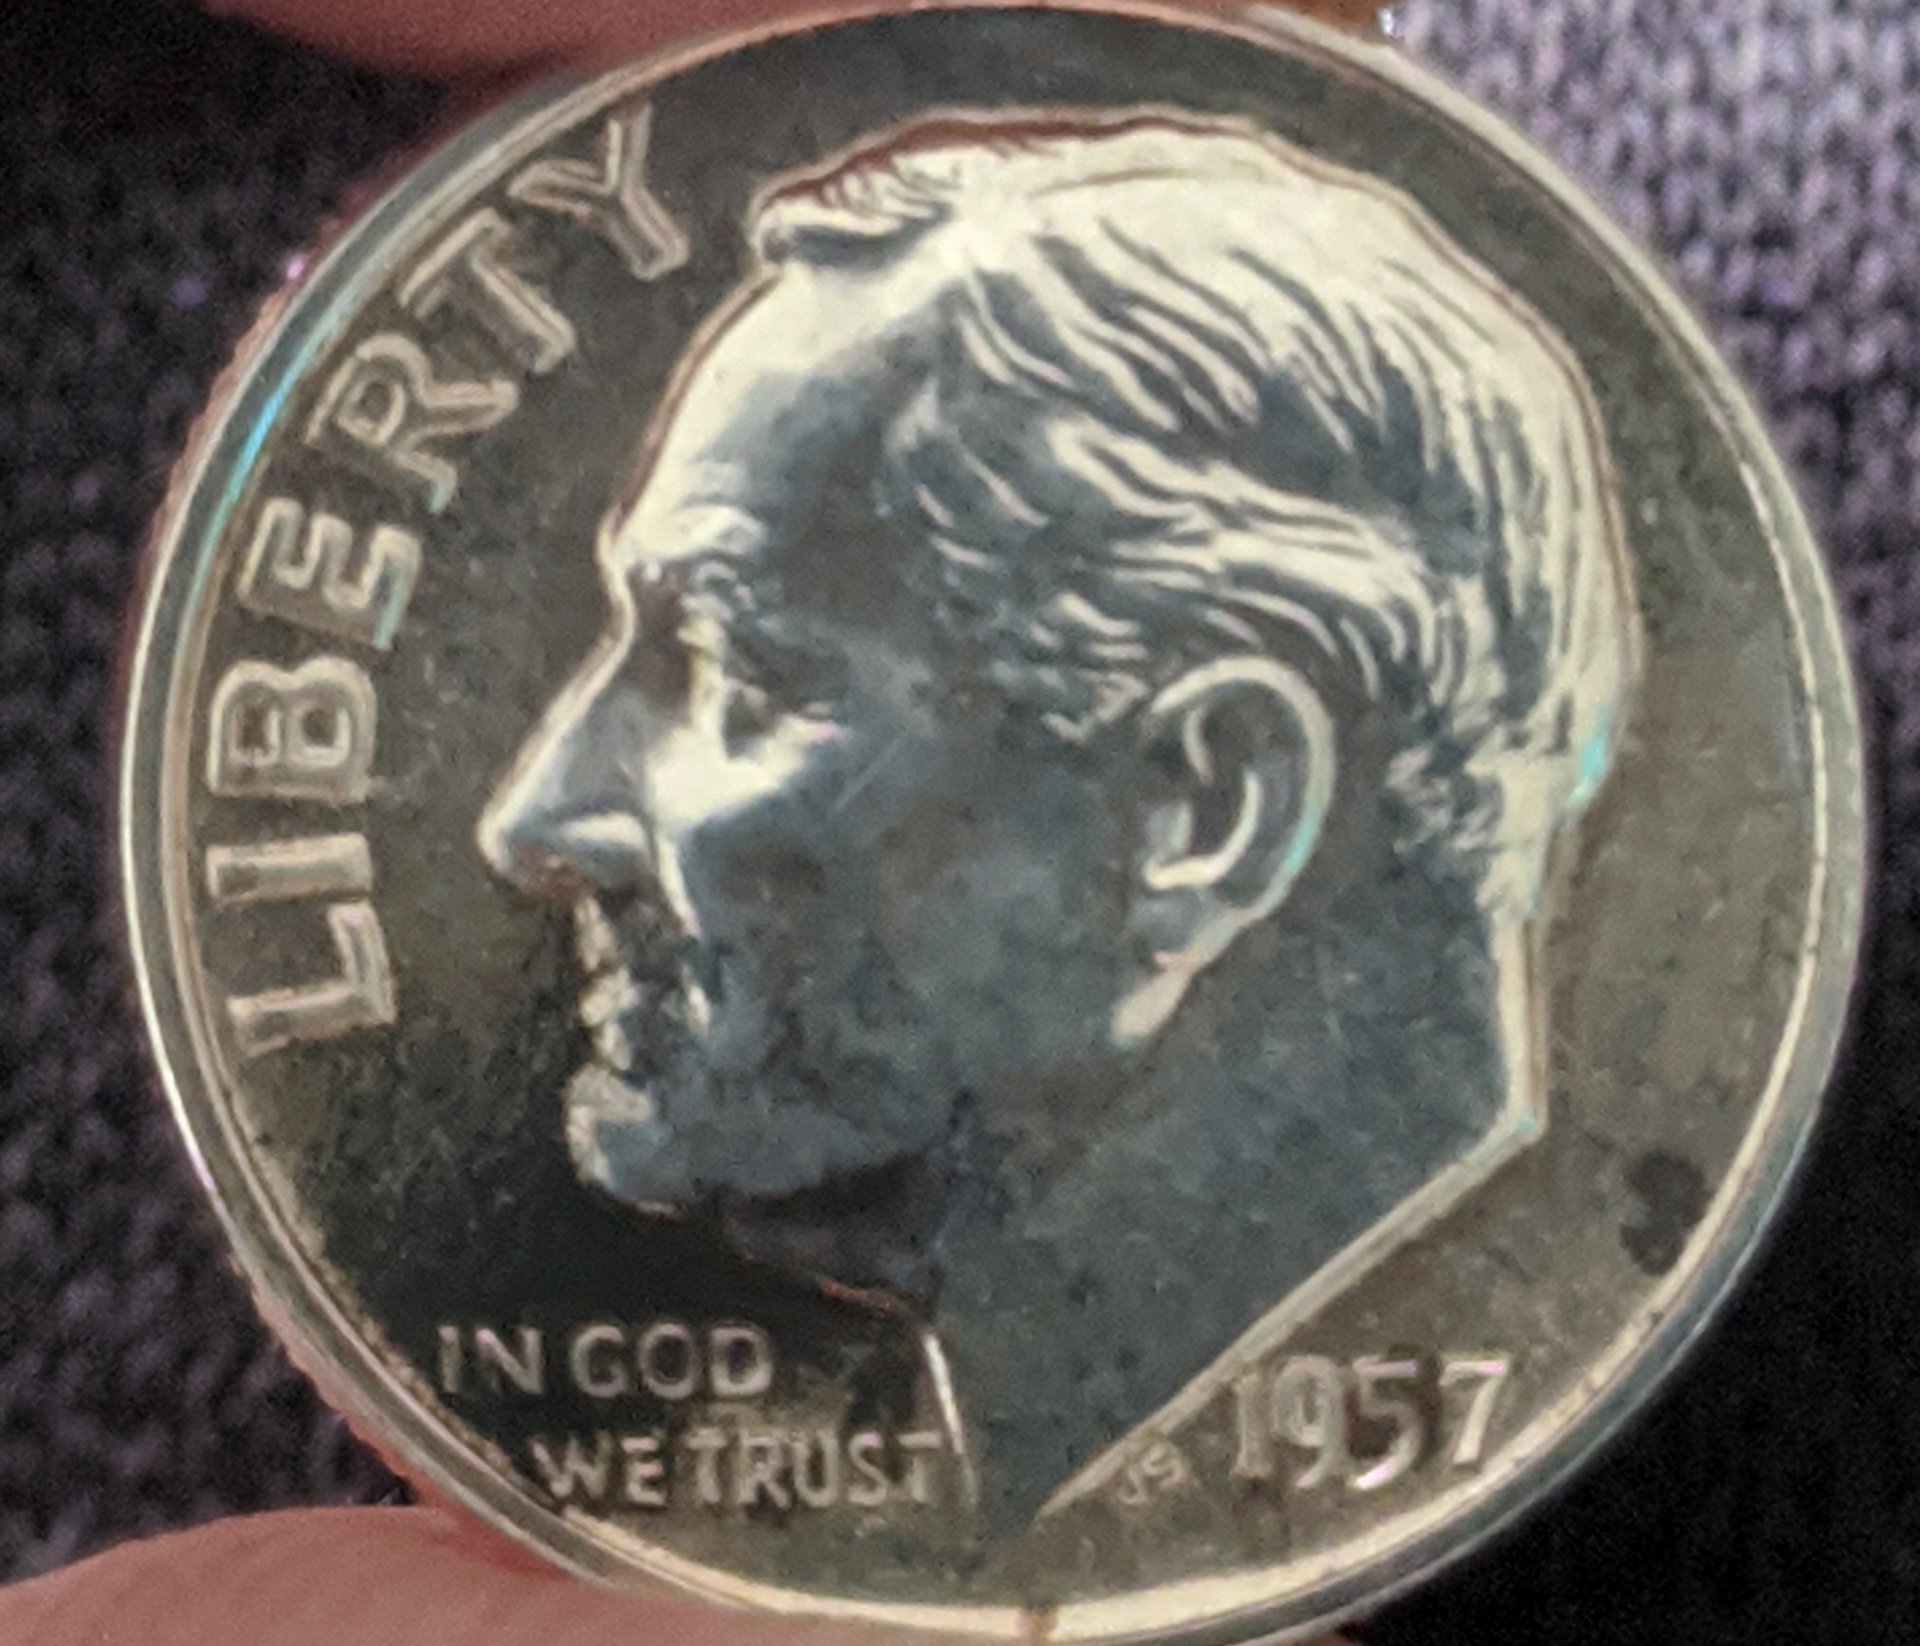 LIBERTY
IN GOD
WE TRUST
JS
1957